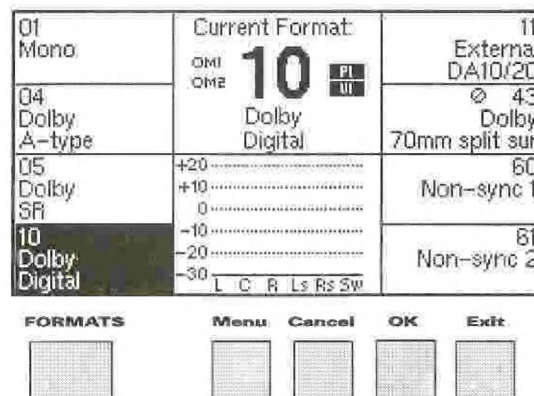 01
Mono
04
Dolby
A-type
05
Dolby
SR
10
Dolby
Digital
Current Format:
OM1
OM2
10
Dolby
Digital
+20
+10
0
-10
-20
-30
L C R Ls Rs Sw
11
Externa
DA10/20
43
Dolby
70mm split sur
60
Non-sync 1
61
Non-sync 2
FORMATS
Menu Cancel OK Exit